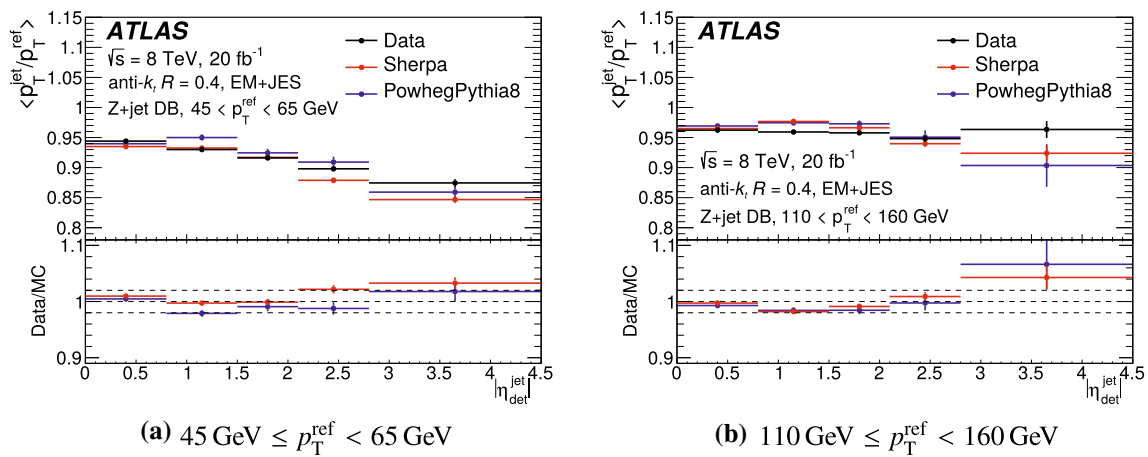 <p_T^jet/p_T^ref>
1.15
1.1
1.05
1
0.95
0.9
0.85
0.8
ATLAS
√s = 8 TeV, 20 fb⁻¹
anti-k_t R = 0.4, EM+JES
Z+jet DB, 45 < p_T^ref < 65 GeV
Data
Sherpa
PowhegPythia8
Data/MC
1.1
1
0.9
0 0.5 1 1.5 2 2.5 3 3.5 4 4.5
|η_det^jet|
(a) 45 GeV ≤ p_T^ref < 65 GeV
<p_T^jet/p_T^ref>
1.15
1.1
1.05
1
0.95
0.9
0.85
0.8
ATLAS
Data
Sherpa
PowhegPythia8
√s = 8 TeV, 20 fb⁻¹
anti-k_t R = 0.4, EM+JES
Z+jet DB, 110 < p_T^ref < 160 GeV
Data/MC
1.1
1
0.9
0 0.5 1 1.5 2 2.5 3 3.5 4 4.5
|η_det^jet|
(b) 110 GeV ≤ p_T^ref < 160 GeV